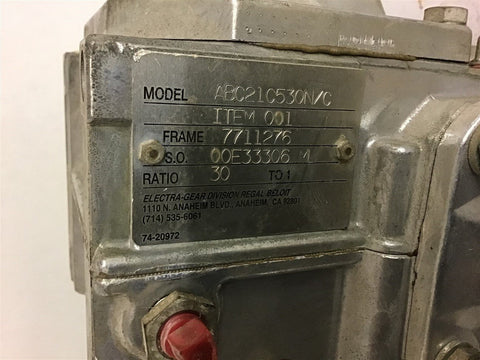 MODEL ABC21C530N/C
ITEM 001
FRAME 7711276
S.O. 00E33306 M
RATIO 30 TO 1
ELECTRA-GEAR DIVISION REGAL BELOIT
1110 N. ANAHEIM BLVD., ANAHEIM, CA 92801
(714) 535-6061
74-20972